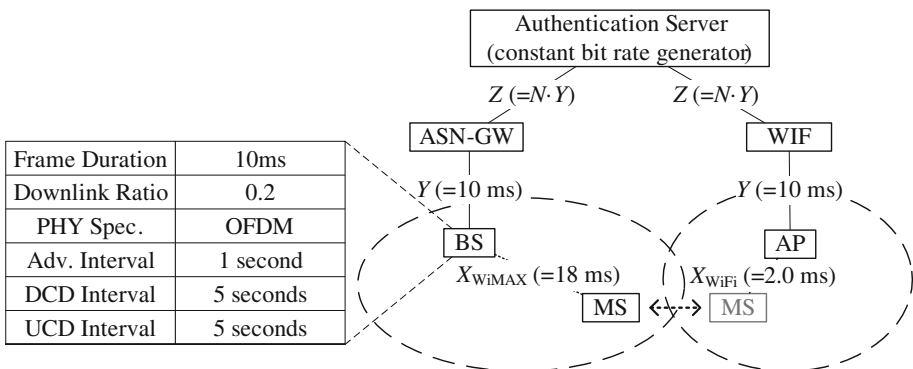 Authentication Server
(constant bit rate generator)
Z (=N·Y)
Z (=N·Y)
ASN-GW
WIF
Y (=10 ms)
Y (=10 ms)
BS
AP
X_WiMAX (=18 ms)
X_WiFi (=2.0 ms)
MS
MS
Frame Duration 10ms
Downlink Ratio 0.2
PHY Spec. OFDM
Adv. Interval 1 second
DCD Interval 5 seconds
UCD Interval 5 seconds